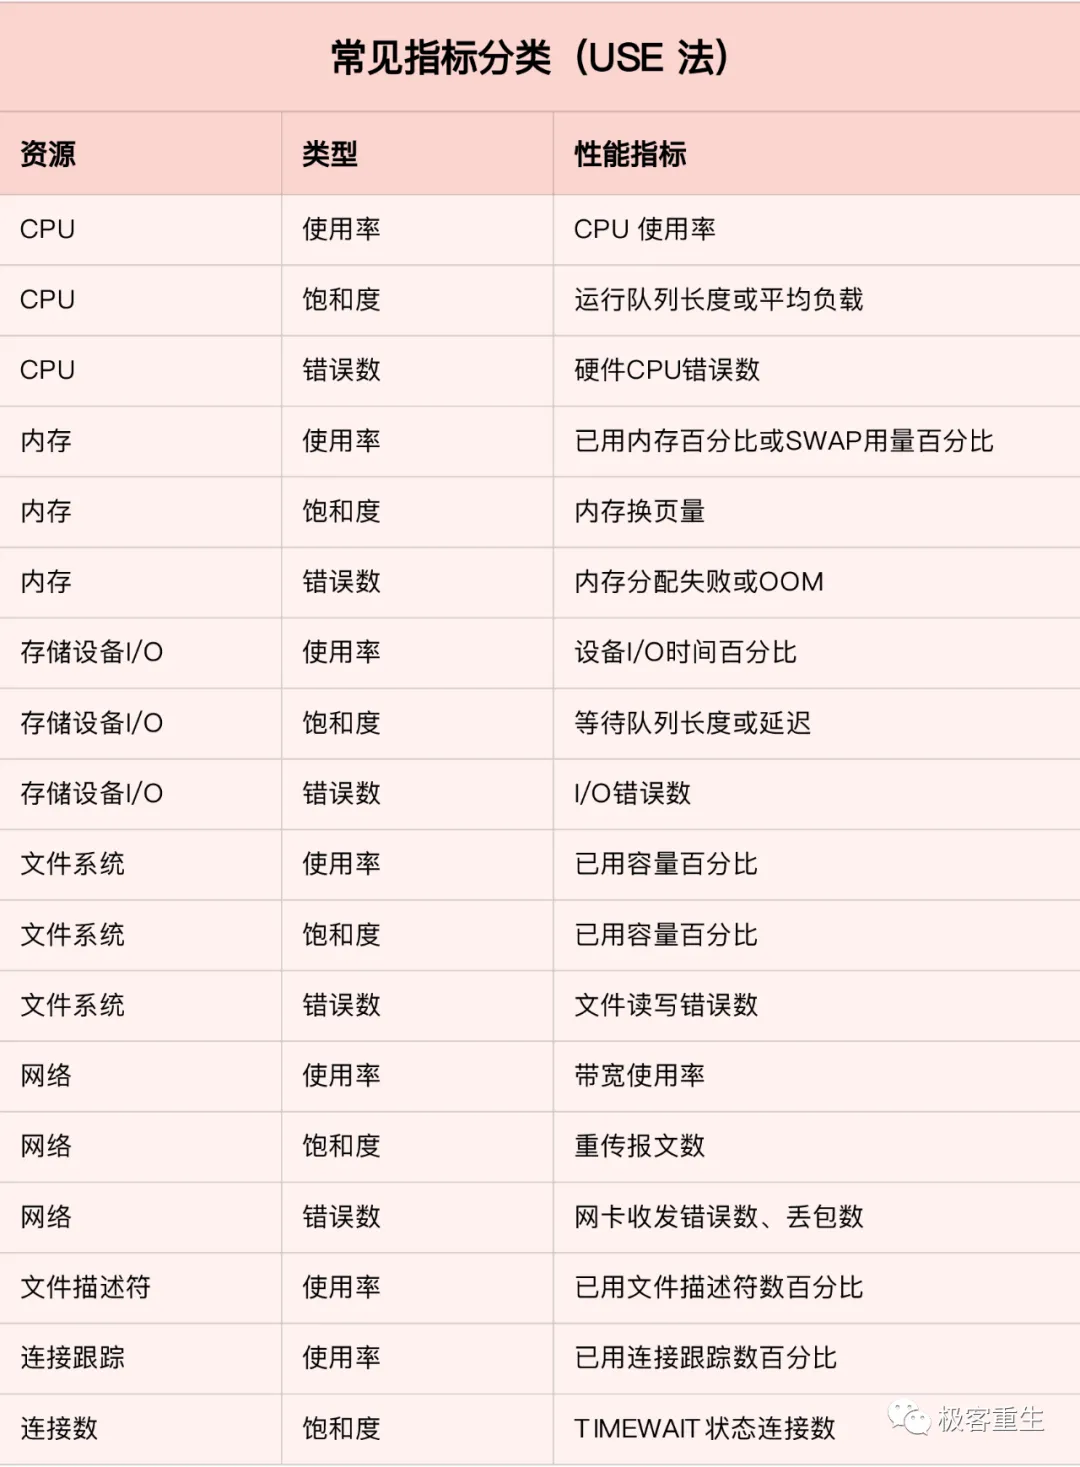 常见指标分类（USE 法）
资源 类型 性能指标
CPU 使用率 CPU 使用率
CPU 饱和度 运行队列长度或平均负载
CPU 错误数 硬件CPU错误数
内存 使用率 已用内存百分比或SWAP用量百分比
内存 饱和度 内存换页量
内存 错误数 内存分配失败或OOM
存储设备I/O 使用率 设备I/O时间百分比
存储设备I/O 饱和度 等待队列长度或延迟
存储设备I/O 错误数 I/O错误数
文件系统 使用率 已用容量百分比
文件系统 饱和度 已用容量百分比
文件系统 错误数 文件读写错误数
网络 使用率 带宽使用率
网络 饱和度 重传报文数
网络 错误数 网卡收发错误数、丢包数
文件描述符 使用率 已用文件描述符数百分比
连接跟踪 使用率 已用连接跟踪数百分比
连接数 饱和度 TIMEWAIT状态连接数
极客重生